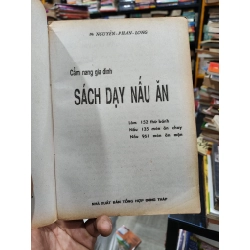 NGUYỄN-PHAN-LONG
Cẩm nang gia đình
SÁCH DẠY NẤU ĂN
Làm 152 thứ bánh
Nấu 135 món ăn chay
Nấu 961 món ăn mặn
NHÀ XUẤT BẢN TỔNG HỢP ĐỒNG THÁP